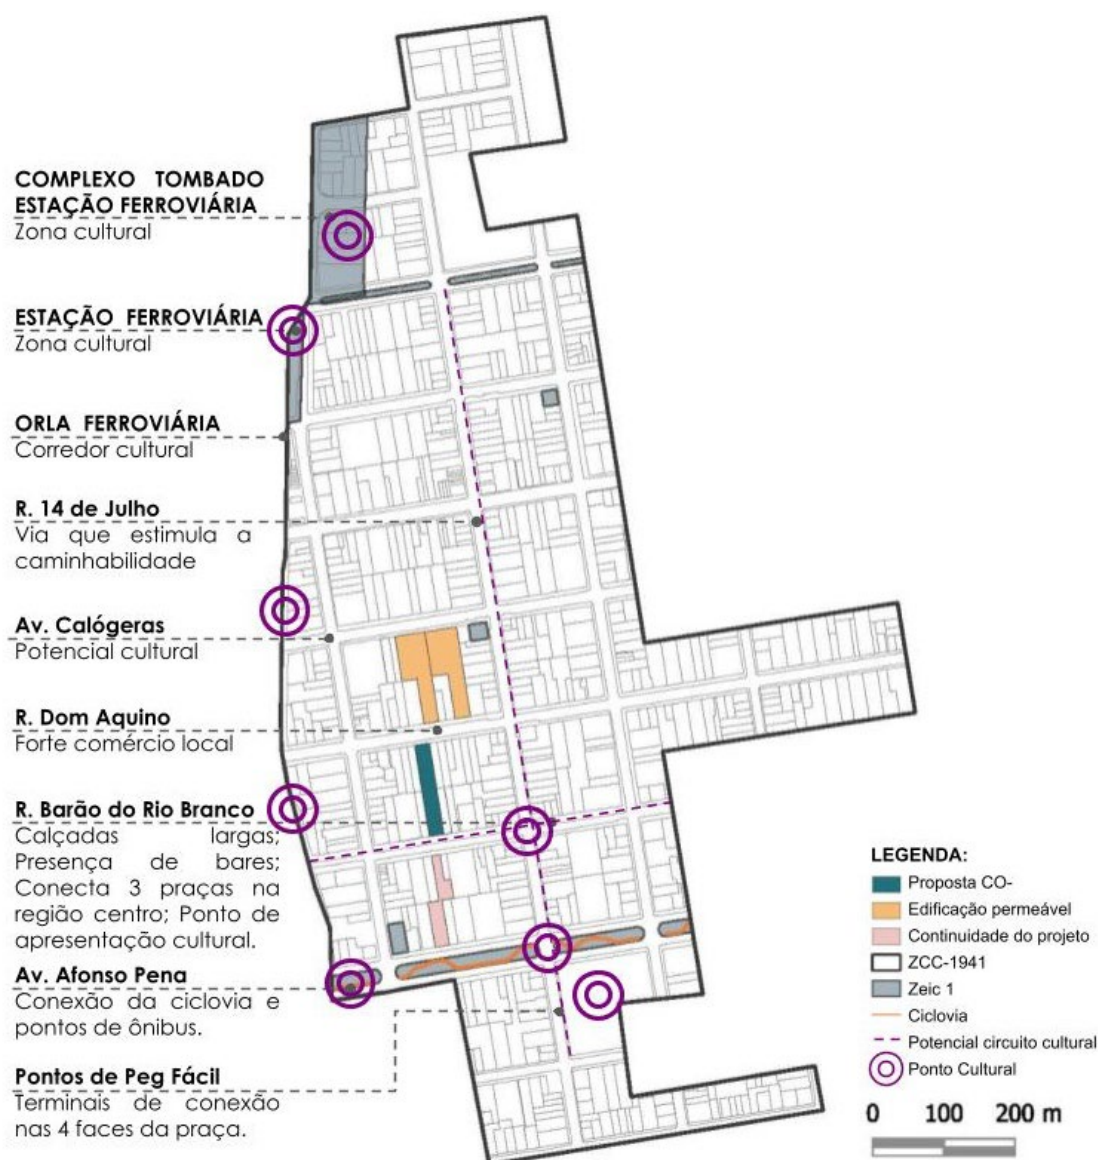 COMPLEXO TOMBADO
ESTAÇÃO FERROVIÁRIA
Zona cultural
ESTAÇÃO FERROVIÁRIA
Zona cultural
ORLA FERROVIÁRIA
Corredor cultural
R. 14 de Julho
Via que estimula a
caminhabilidade
Av. Calógeras
Potencial cultural
R. Dom Aquino
Forte comércio local
R. Barão do Rio Branco
Calçadas largas;
Presença de bares;
Conecta 3 praças na
região centro; Ponto de
apresentação cultural.
Av. Afonso Pena
Conexão da ciclovia e
pontos de ônibus.
Pontos de Peg Fácil
Terminais de conexão
nas 4 faces da praça.
LEGENDA:
Proposta CO-
Edificação permeável
Continuidade do projeto
ZCC-1941
Zeic 1
Ciclovia
Potencial circuito cultural
Ponto Cultural
0 100 200 m